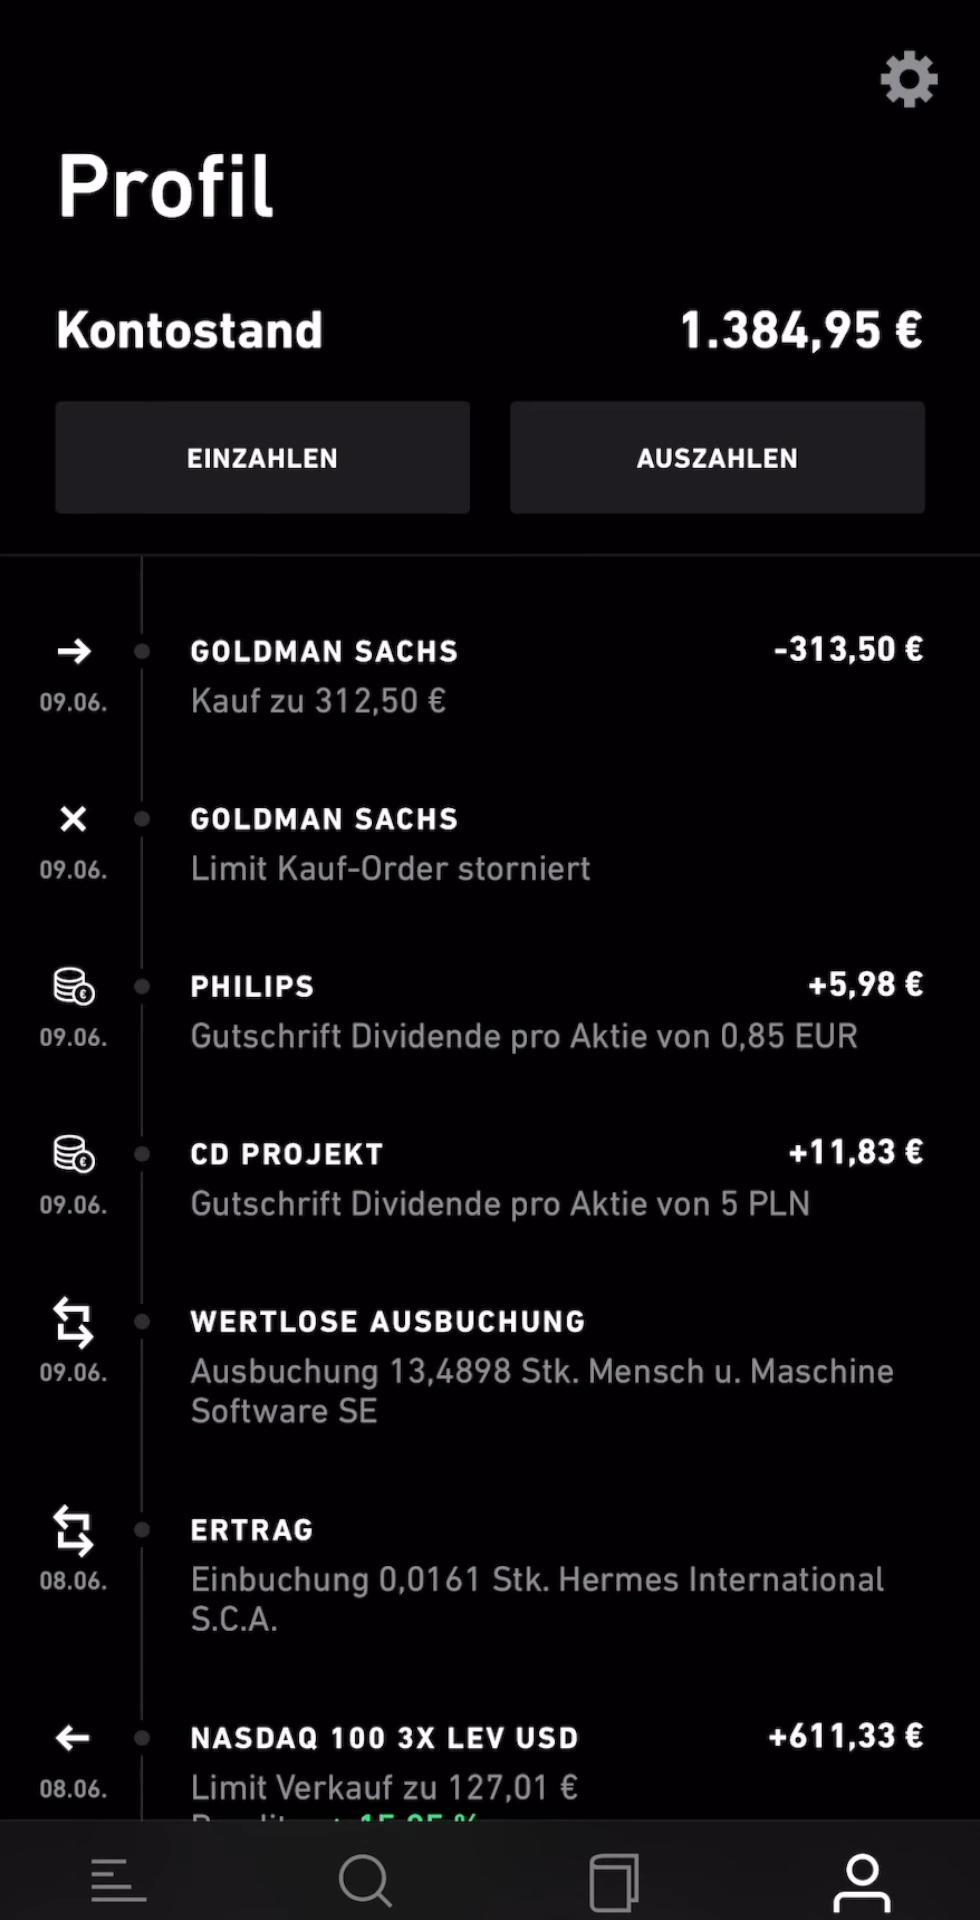 Profil
Kontostand 1.384,95 €
EINZAHLEN AUSZAHLEN
GOLDMAN SACHS -313,50 €
09.06. Kauf zu 312,50 €
GOLDMAN SACHS
09.06. Limit Kauf-Order storniert
PHILIPS +5,98 €
09.06. Gutschrift Dividende pro Aktie von 0,85 EUR
CD PROJEKT +11,83 €
09.06. Gutschrift Dividende pro Aktie von 5 PLN
WERTLOSE AUSBUCHUNG
09.06. Ausbuchung 13,4898 Stk. Mensch u. Maschine
Software SE
ERTRAG
08.06. Einbuchung 0,0161 Stk. Hermes International
S.C.A.
NASDAQ 100 3X LEV USD +611,33 €
08.06. Limit Verkauf zu 127,01 €